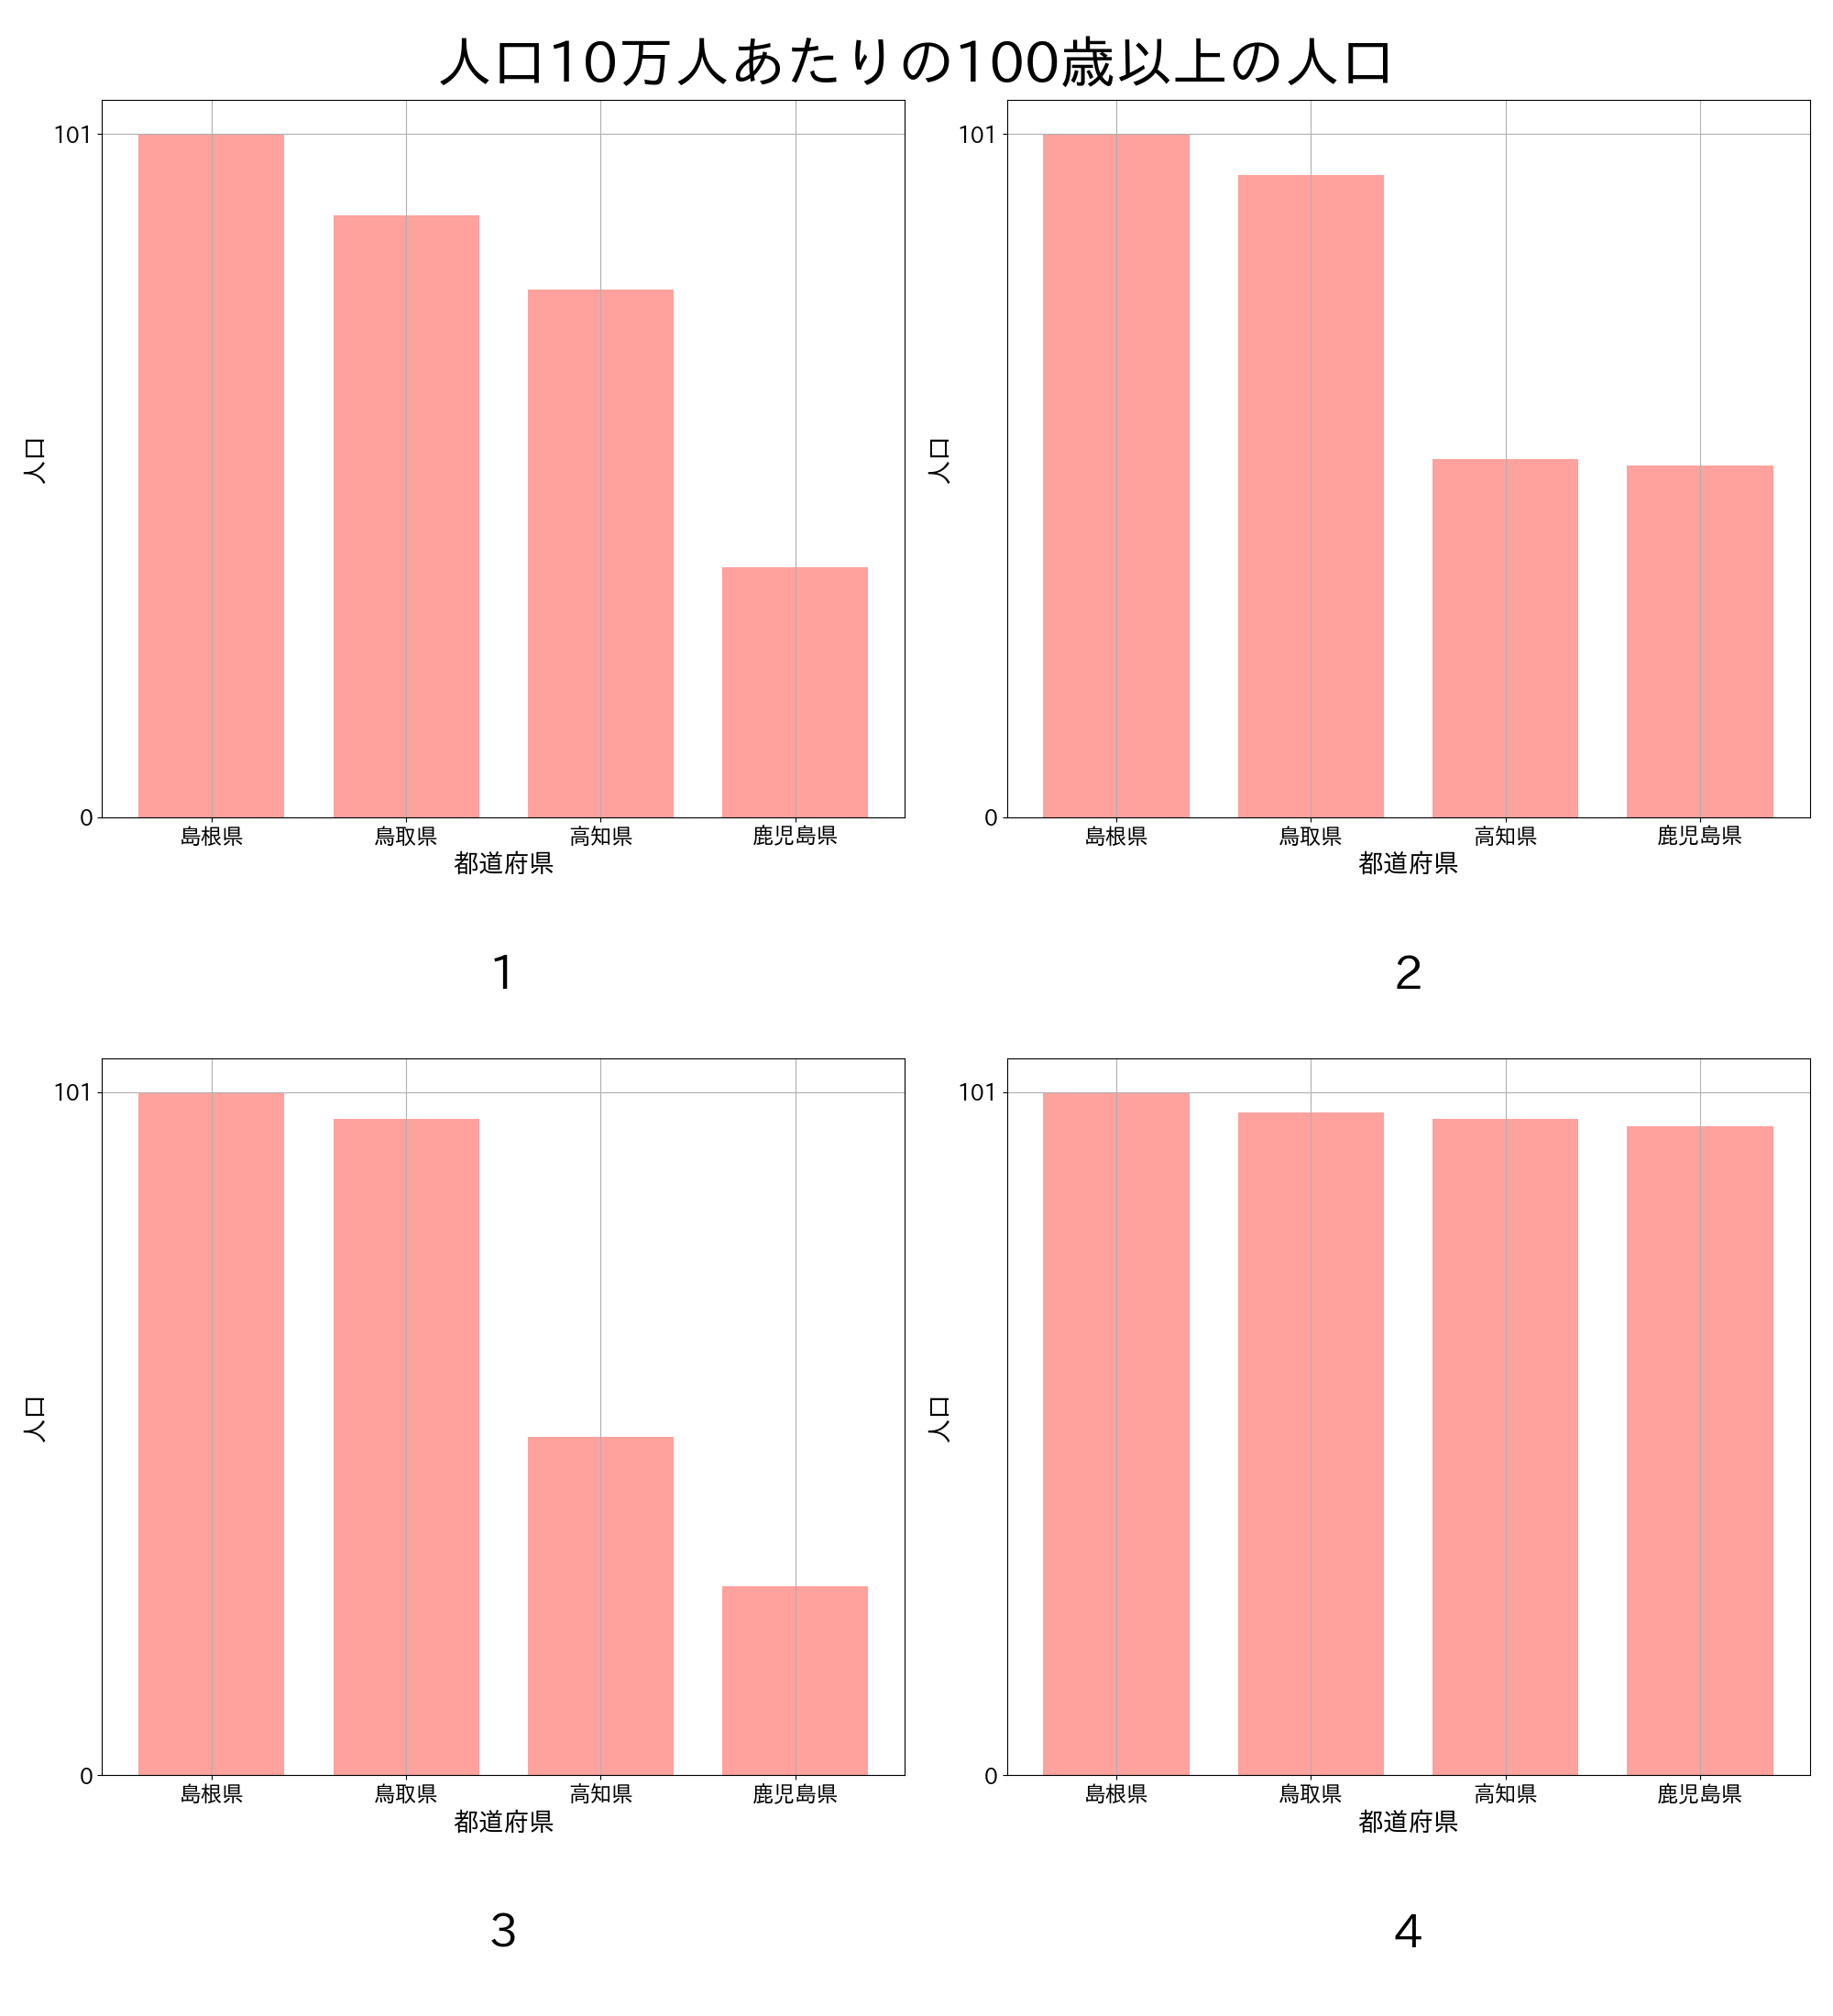 人口10万人あたりの100歳以上の人口
101
人口
0
島根県 鳥取県 高知県 鹿児島県
都道府県
1
101
人口
0
島根県 鳥取県 高知県 鹿児島県
都道府県
2
101
人口
0
島根県 鳥取県 高知県 鹿児島県
都道府県
3
101
人口
0
島根県 鳥取県 高知県 鹿児島県
都道府県
4